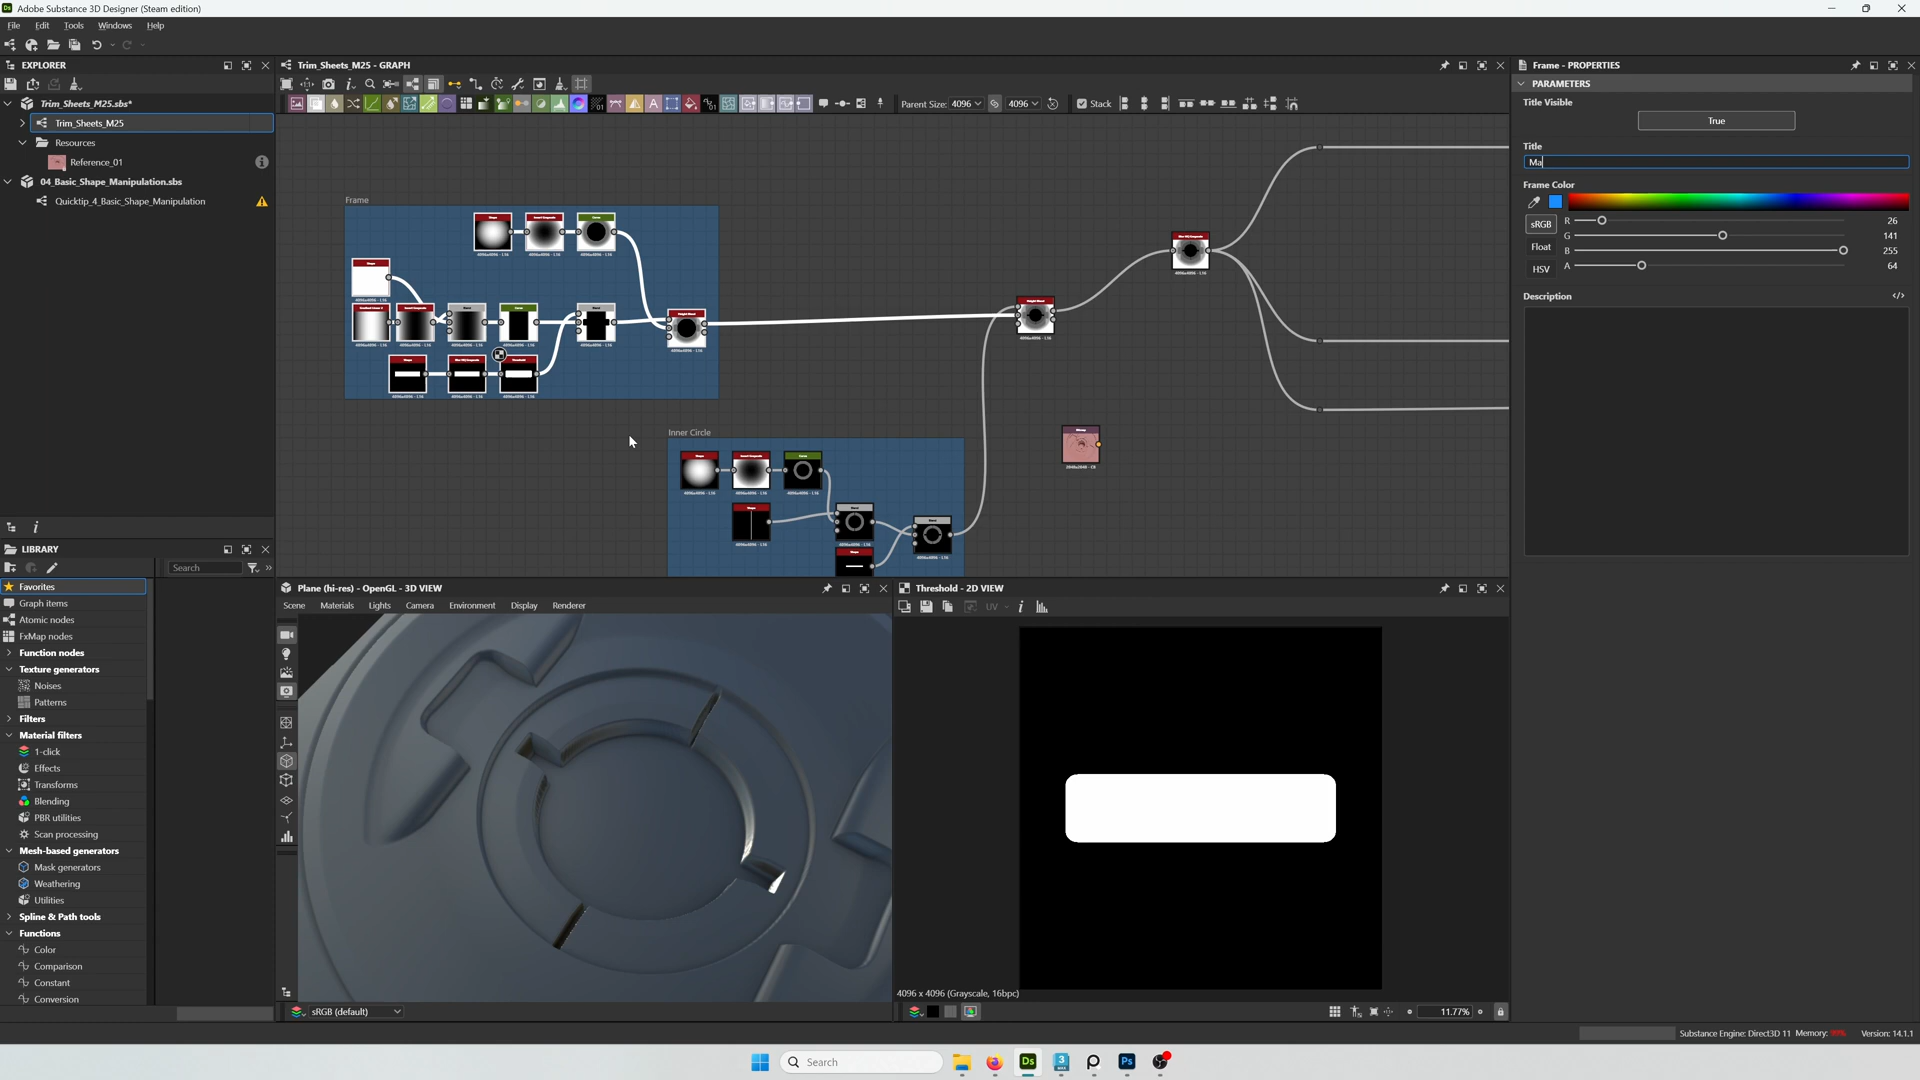 Adobe Substance 3D Designer (Steam edition)
File Edit Tools Windows Help
EXPLORER
Trim_Sheets_M25.sbs*
Trim_Sheets_M25
Resources
Reference_01
04_Basic_Shape_Manipulation.sbs
Quicktip_4_Basic_Shape_Manipulation
Trim_Sheets_M25 - GRAPH
Parent Size: 4096 4096 Stack
Frame
Inner Circle
Frame - PROPERTIES
PARAMETERS
Title Visible
True
Title
Ma
Frame Color
sRGB R 26
G 141
Float B 255
HSV A 64
Description
LIBRARY
Search
Favorites
Graph items
Atomic nodes
FxMap nodes
Function nodes
Texture generators
Noises
Patterns
Filters
Material filters
1-click
Effects
Transforms
Blending
PBR utilities
Scan processing
Mesh-based generators
Mask generators
Weathering
Utilities
Spline & Path tools
Functions
Color
Comparison
Constant
Conversion
Plane (hi-res) - OpenGL - 3D VIEW
Scene Materials Lights Camera Environment Display Renderer
sRGB (default)
Threshold - 2D VIEW
UV
4096 x 4096 (Grayscale, 16bpc)
11.77%
Substance Engine: Direct3D 11 Memory: Version: 14.1.1
Search